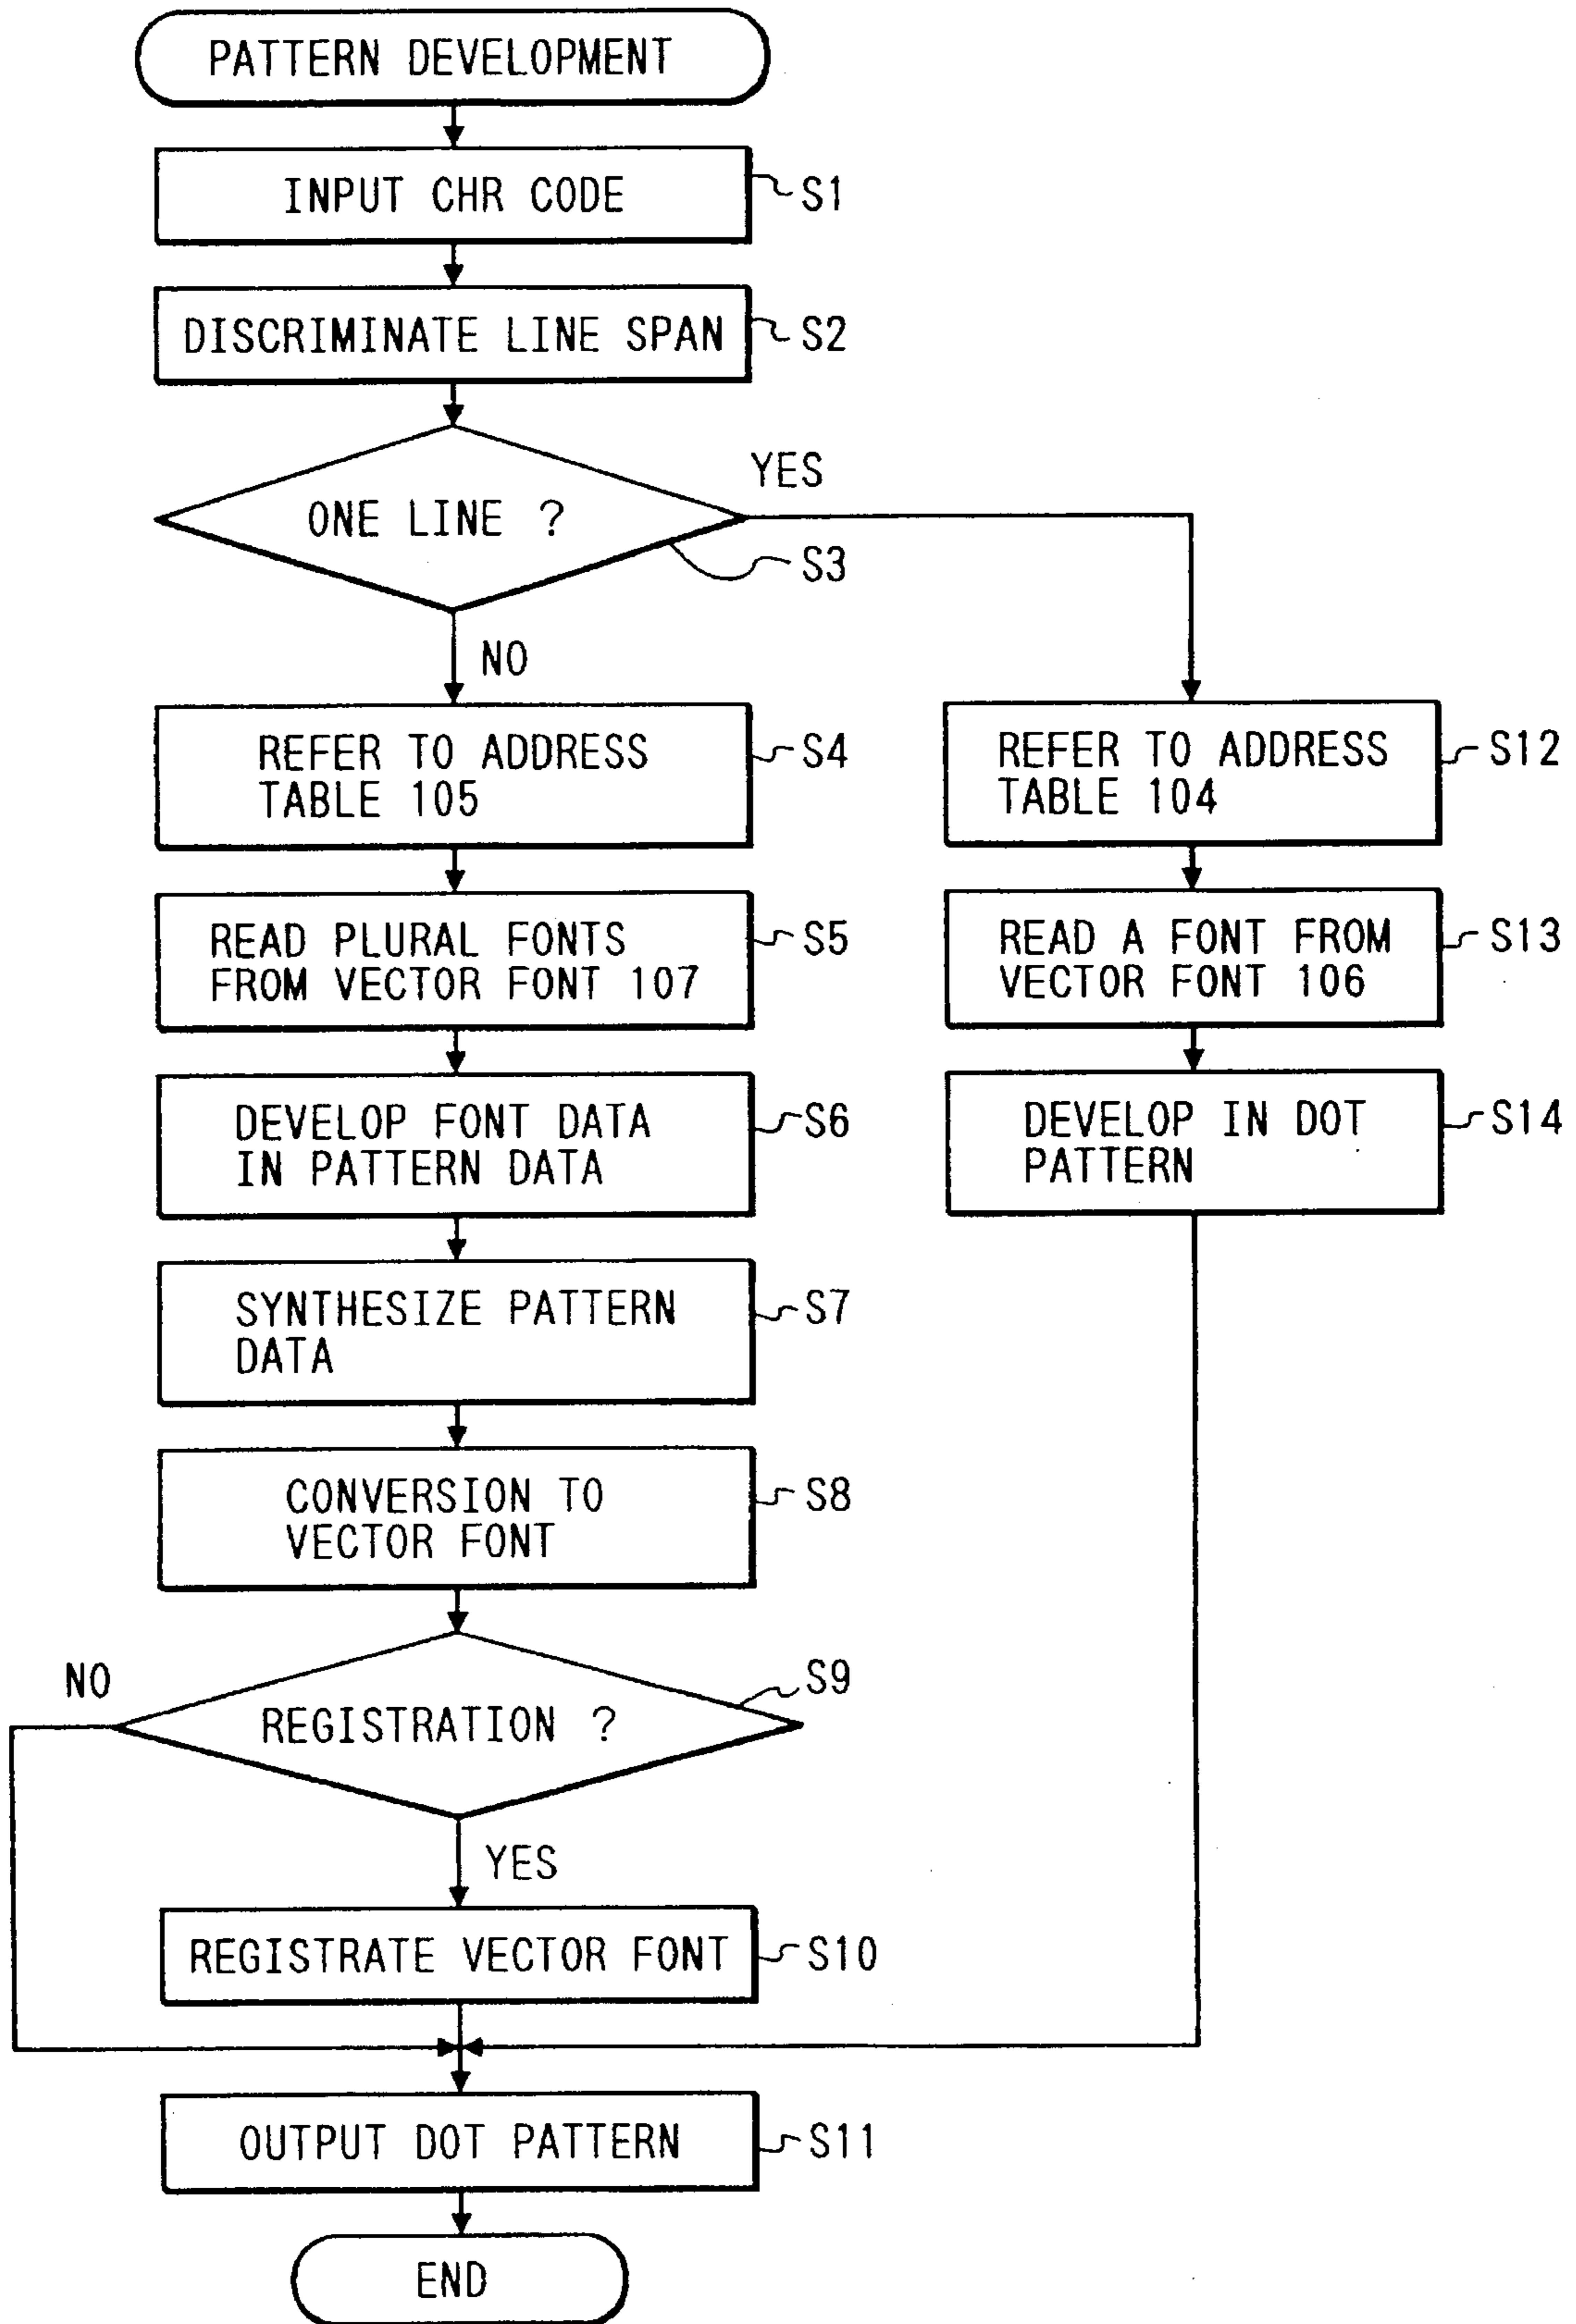 PATTERN DEVELOPMENT
INPUT CHR CODE
S1
DISCRIMINATE LINE SPAN
S2
ONE LINE ?
YES
S3
NO
REFER TO ADDRESS
TABLE 105
S4
READ PLURAL FONTS
FROM VECTOR FONT 107
S5
DEVELOP FONT DATA
IN PATTERN DATA
S6
SYNTHESIZE PATTERN
DATA
S7
CONVERSION TO
VECTOR FONT
S8
REGISTRATION ?
S9
NO
YES
REGISTRATE VECTOR FONT
S10
REFER TO ADDRESS
TABLE 104
S12
READ A FONT FROM
VECTOR FONT 106
S13
DEVELOP IN DOT
PATTERN
S14
OUTPUT DOT PATTERN
S11
END